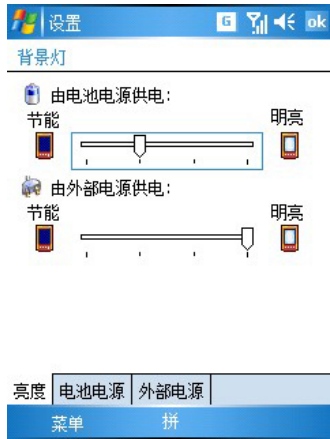 设置 G ok
背景灯
由电池电源供电:
节能 明亮
由外部电源供电:
节能 明亮
亮度 电池电源 外部电源
菜单 拼